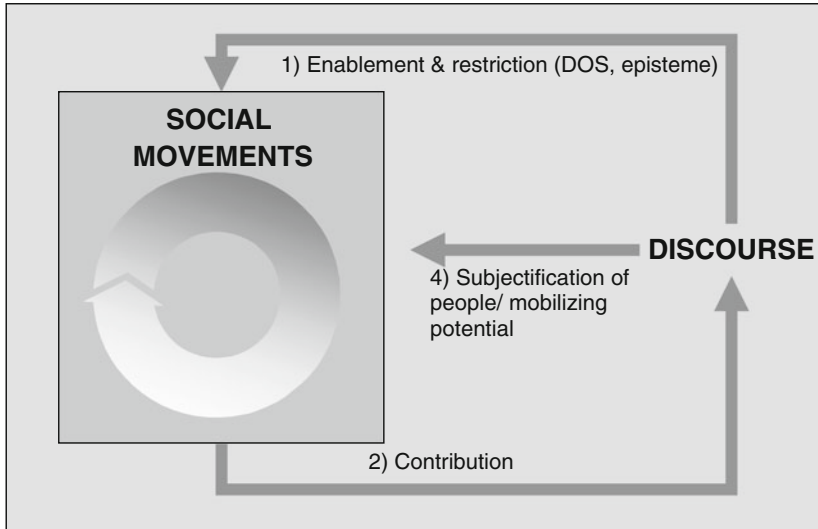 1) Enablement & restriction (DOS, episteme)
SOCIAL
MOVEMENTS
DISCOURSE
4) Subjectification of
people/ mobilizing
potential
2) Contribution